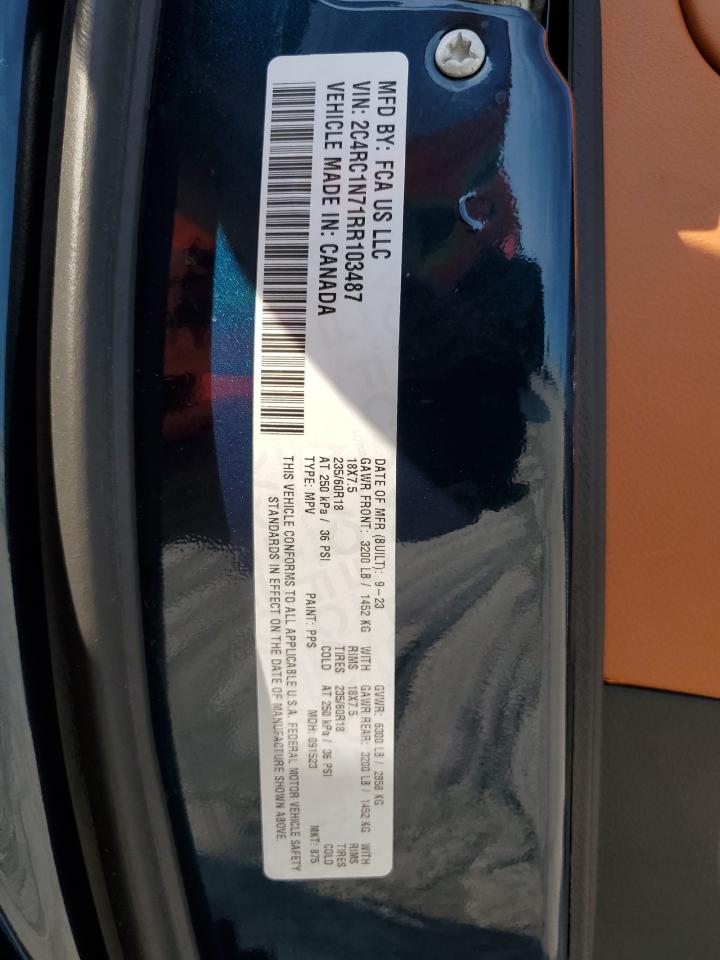 MFD BY: FCA US LLC
VIN: 2C4RC1N71RR103487
VEHICLE MADE IN: CANADA
DATE OF MFR (BUILT): 9-23 GVWR: 6300 LB / 2858 KG
GAWR FRONT: 3200 LB / 1452 KG WITH GAWR REAR: 3200 LB / 1452 KG WITH
18X7.5 RIMS 18X7.5 RIMS
235/60R18 TIRES 235/60R18 TIRES
AT 250 kPa / 36 PSI COLD AT 250 kPa / 36 PSI COLD
TYPE: MPV PAINT: PPS MDH: 091523 MKT: 875
THIS VEHICLE CONFORMS TO ALL APPLICABLE U.S.A. FEDERAL MOTOR VEHICLE SAFETY
STANDARDS IN EFFECT ON THE DATE OF MANUFACTURE SHOWN ABOVE.